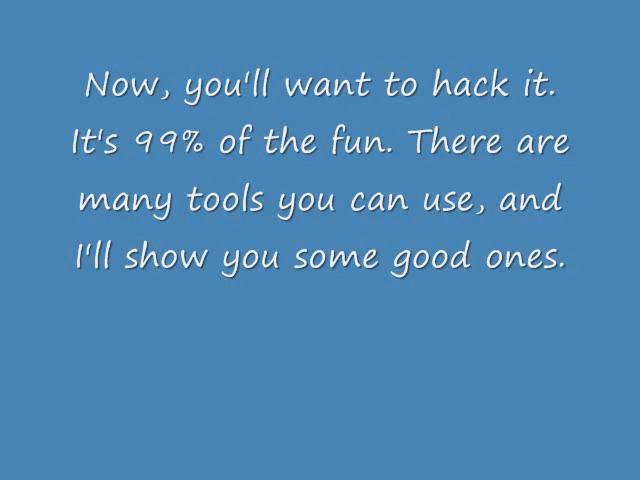 Now, you'll want to hack it.
It's 99% of the fun. There are
many tools you can use, and
I'll show you some good ones.